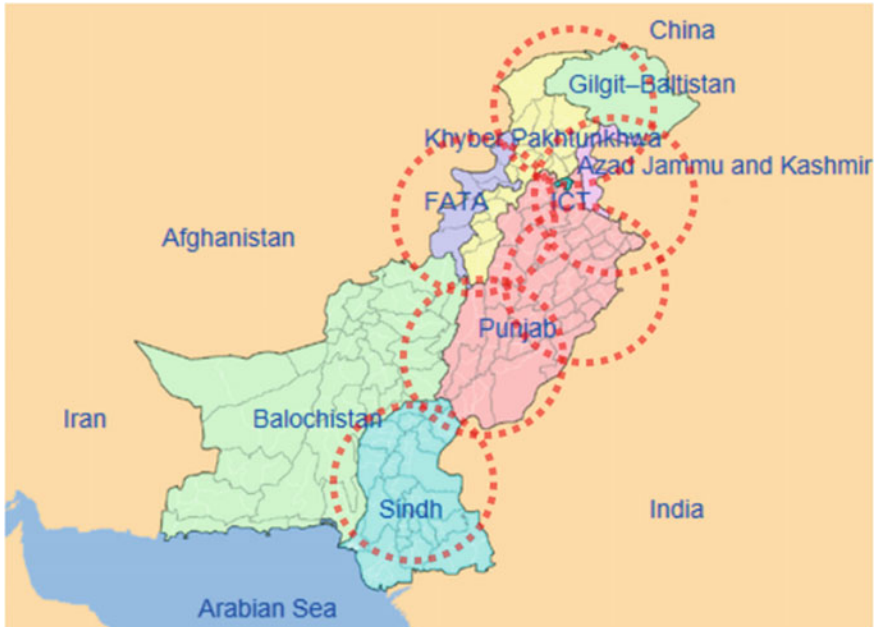 China
Gilgit–Baltistan
Khyber Pakhtunkhwa
Azad Jammu and Kashmir
FATA
ICT
Afghanistan
Punjab
Iran
Balochistan
Sindh
India
Arabian Sea